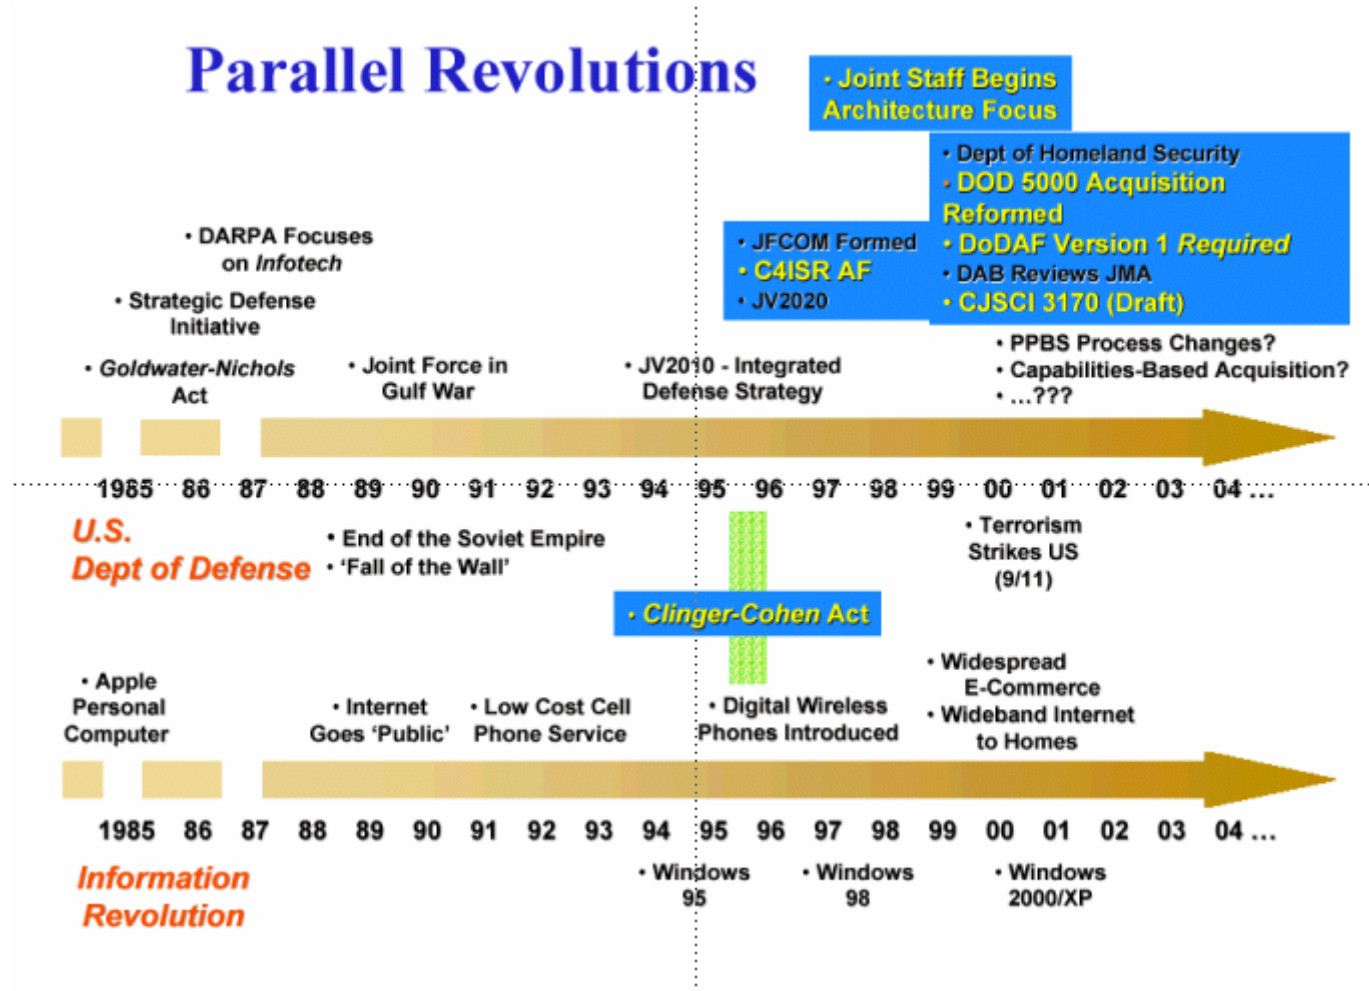 Parallel Revolutions
• Joint Staff Begins
Architecture Focus
• Dept of Homeland Security
• DOD 5000 Acquisition
Reformed
• DoDAF Version 1 Required
• DAB Reviews JMA
• CJSCI 3170 (Draft)
• JFCOM Formed
• C4ISR AF
• JV2020
• DARPA Focuses
on Infotech
• Strategic Defense
Initiative
• Goldwater-Nichols
Act
• Joint Force in
Gulf War
• JV2010 - Integrated
Defense Strategy
• PPBS Process Changes?
• Capabilities-Based Acquisition?
• ...???
1985 86 87 88 89 90 91 92 93 94 95 96 97 98 99 00 01 02 03 04 ...
U.S.
Dept of Defense
• End of the Soviet Empire
• ‘Fall of the Wall’
• Terrorism
Strikes US
(9/11)
• Clinger-Cohen Act
• Apple
Personal
Computer
• Internet
Goes ‘Public’
• Low Cost Cell
Phone Service
• Digital Wireless
Phones Introduced
• Widespread
E-Commerce
• Wideband Internet
to Homes
1985 86 87 88 89 90 91 92 93 94 95 96 97 98 99 00 01 02 03 04 ...
Information
Revolution
• Windows
95
• Windows
98
• Windows
2000/XP